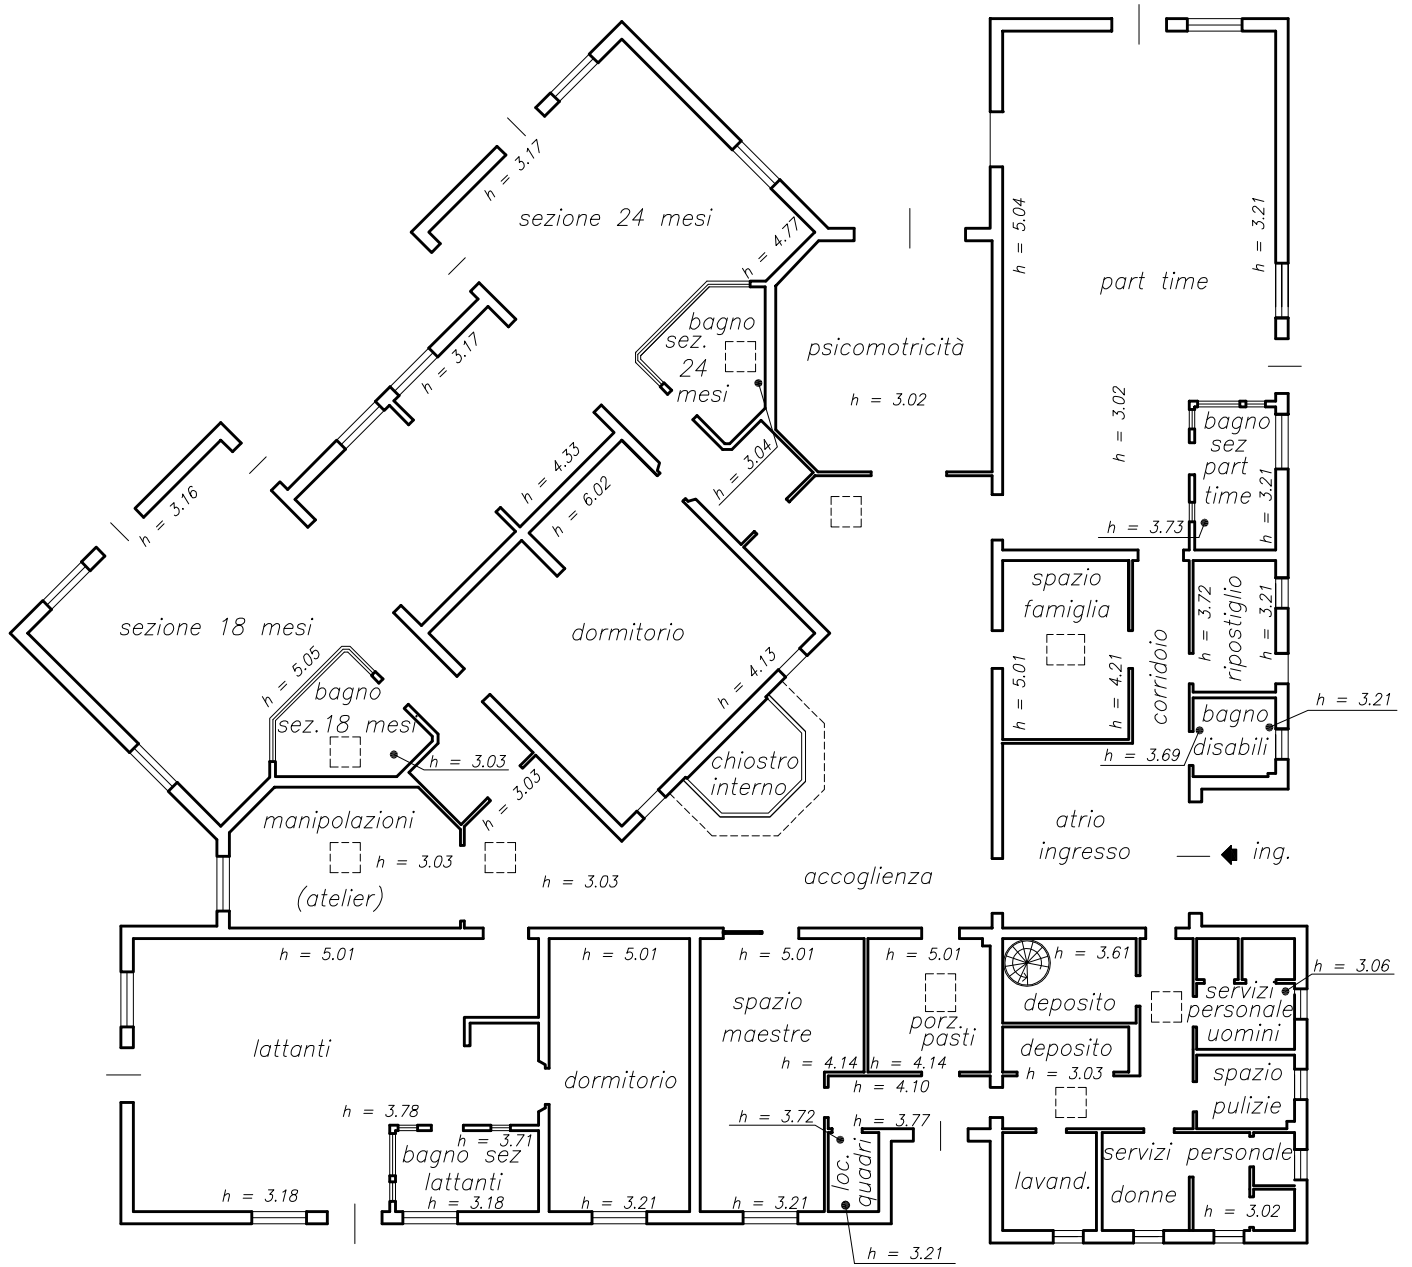 h = 3.17
sezione 24 mesi
h = 4.77
h = 5.04
h = 3.21
part time
bagno
sez.
24
mesi
psicomotricità
h = 3.02
h = 3.17
h = 3.02
h = 3.04
bagno
sez
part
time
h = 3.21
h = 3.73
h = 4.33
h = 6.02
h = 3.16
sezione 18 mesi
h = 5.05
bagno
sez.18 mesi
h = 3.03
dormitorio
h = 4.13
chiostro
interno
h = 3.03
spazio
famiglia
h = 5.01
h = 4.21
corridoio
h = 3.72
ripostiglio
h = 3.21
bagno
disabili
h = 3.21
h = 3.69
manipolazioni
h = 3.03
(atelier)
h = 3.03
accoglienza
atrio
ingresso
ing.
h = 5.01
h = 5.01
h = 5.01
h = 5.01
h = 3.61
h = 3.06
lattanti
dormitorio
spazio
maestre
porz.
pasti
deposito
servizi
personale
uomini
deposito
h = 3.03
spazio
pulizie
h = 4.14
h = 4.14
h = 4.10
h = 3.78
h = 3.71
h = 3.72
h = 3.77
bagno sez
lattanti
h = 3.18
h = 3.18
h = 3.21
h = 3.21
loc.
quadri
h = 3.21
lavand.
servizi personale
donne
h = 3.02